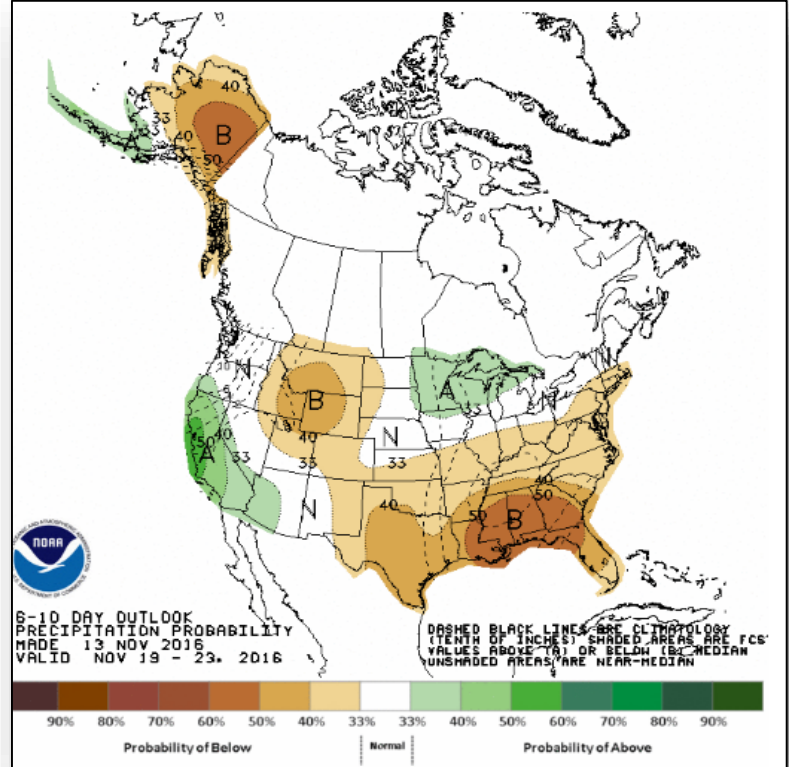 40
33
40
B
A
50
N
N
10
5
B
A
N
40
50
40
A
33
40
N
33
33
N
40
40
50
50
B
NOAA
6-10 DAY OUTLOOK
PRECIPITATION PROBABILITY
MADE 13 NOV 2016
VALID NOV 19 - 23, 2016
DASHED BLACK LINES ARE CLIMATOLOGY
(TENTH OF INCHES) SHADED AREAS ARE FCST
VALUES ABOVE (A) OR BELOW (B) MEDIAN
UNSHADED AREAS ARE NEAR-MEDIAN
90% 80% 70% 60% 50% 40% 33% 33% 40% 50% 60% 70% 80% 90%
Probability of Below Normal Probability of Above